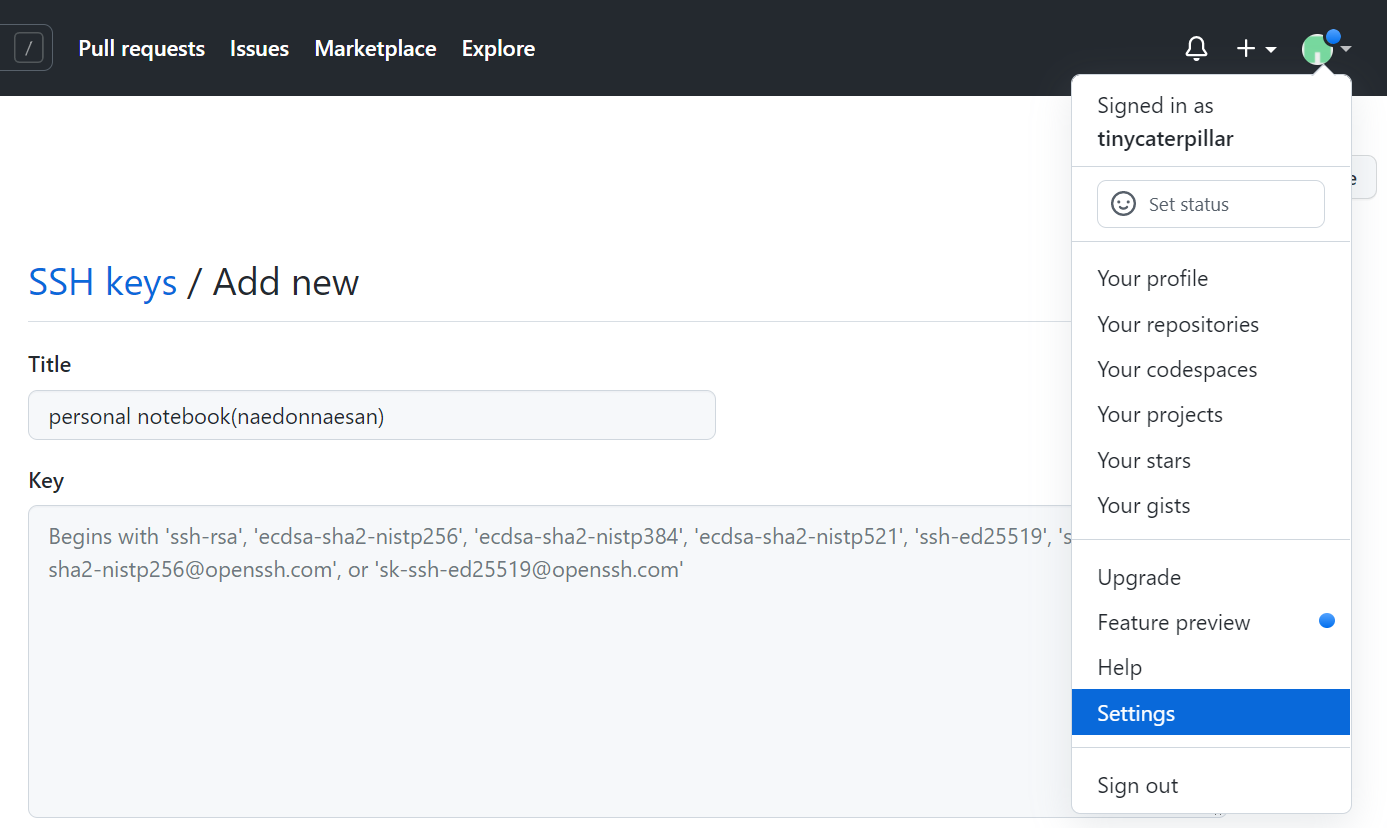 / Pull requests Issues Marketplace Explore
Signed in as
tinycaterpillar
Set status
Your profile
Your repositories
Your codespaces
Your projects
Your stars
Your gists
Upgrade
Feature preview
Help
Settings
Sign out
SSH keys / Add new
Title
personal notebook(naedonnaesan)
Key
Begins with 'ssh-rsa', 'ecdsa-sha2-nistp256', 'ecdsa-sha2-nistp384', 'ecdsa-sha2-nistp521', 'ssh-ed25519',
sha2-nistp256@openssh.com', or 'sk-ssh-ed25519@openssh.com'